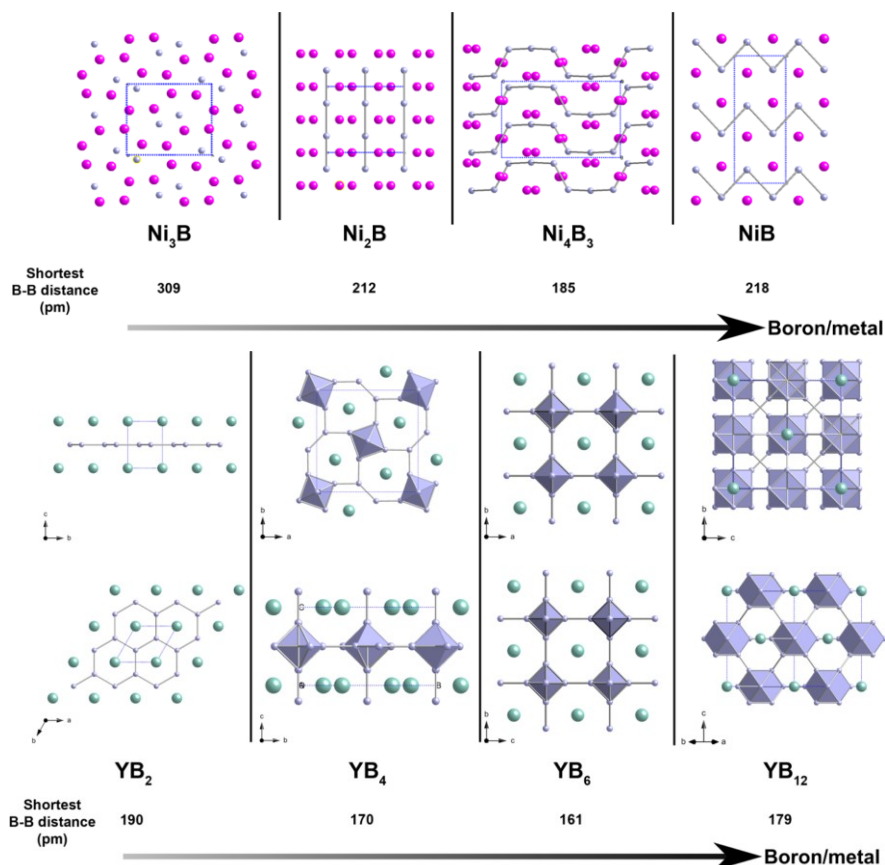 Ni3B Ni2B Ni4B3 NiB
Shortest
B-B distance
(pm)
309 212 185 218
Boron/metal
c
b
b
a
b
a
b
c
a
b
c
b
b
c
c
b a
YB2 YB4 YB6 YB12
Shortest
B-B distance
(pm)
190 170 161 179
Boron/metal